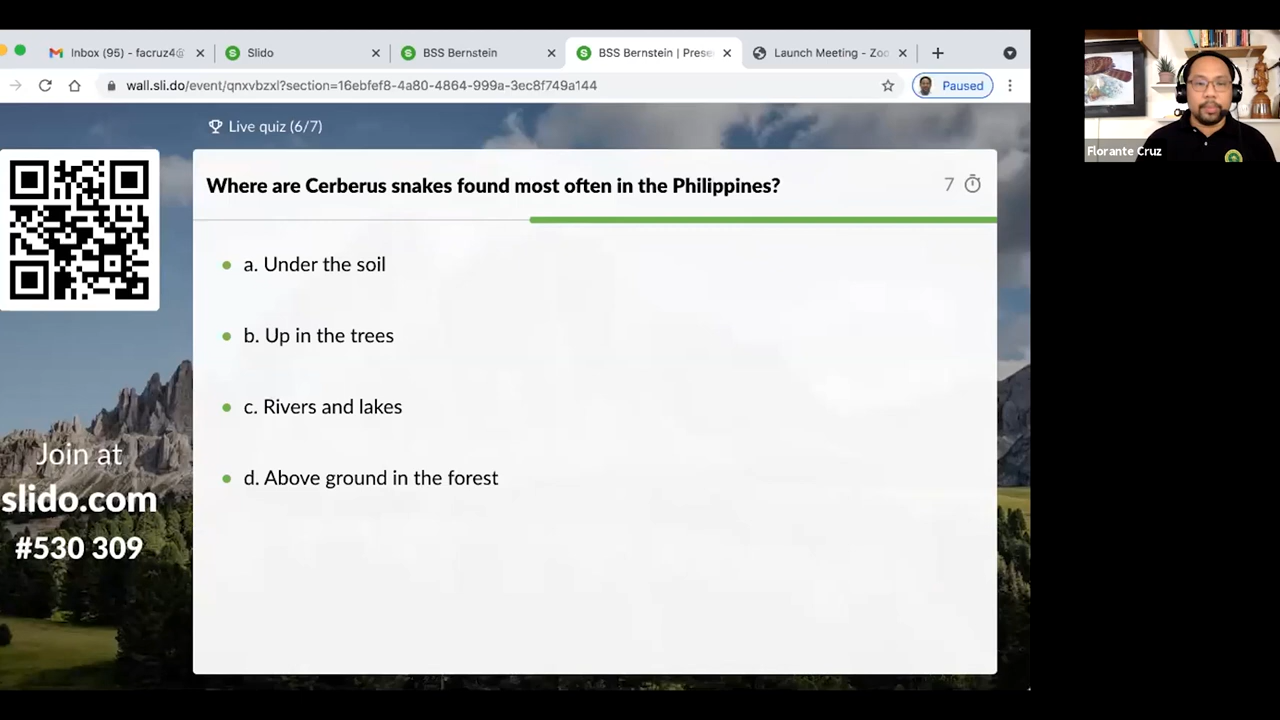 Inbox (95) - facruz4@
Slido
BSS Bernstein
BSS Bernstein | Prese
Launch Meeting - Zoo
wall.sli.do/event/qnxvbzxl?section=16ebfef8-4a80-4864-999a-3ec8f749a144
Paused
Live quiz (6/7)
Where are Cerberus snakes found most often in the Philippines?
7
a. Under the soil
b. Up in the trees
c. Rivers and lakes
d. Above ground in the forest
Join at
slido.com
#530 309
Florante Cruz